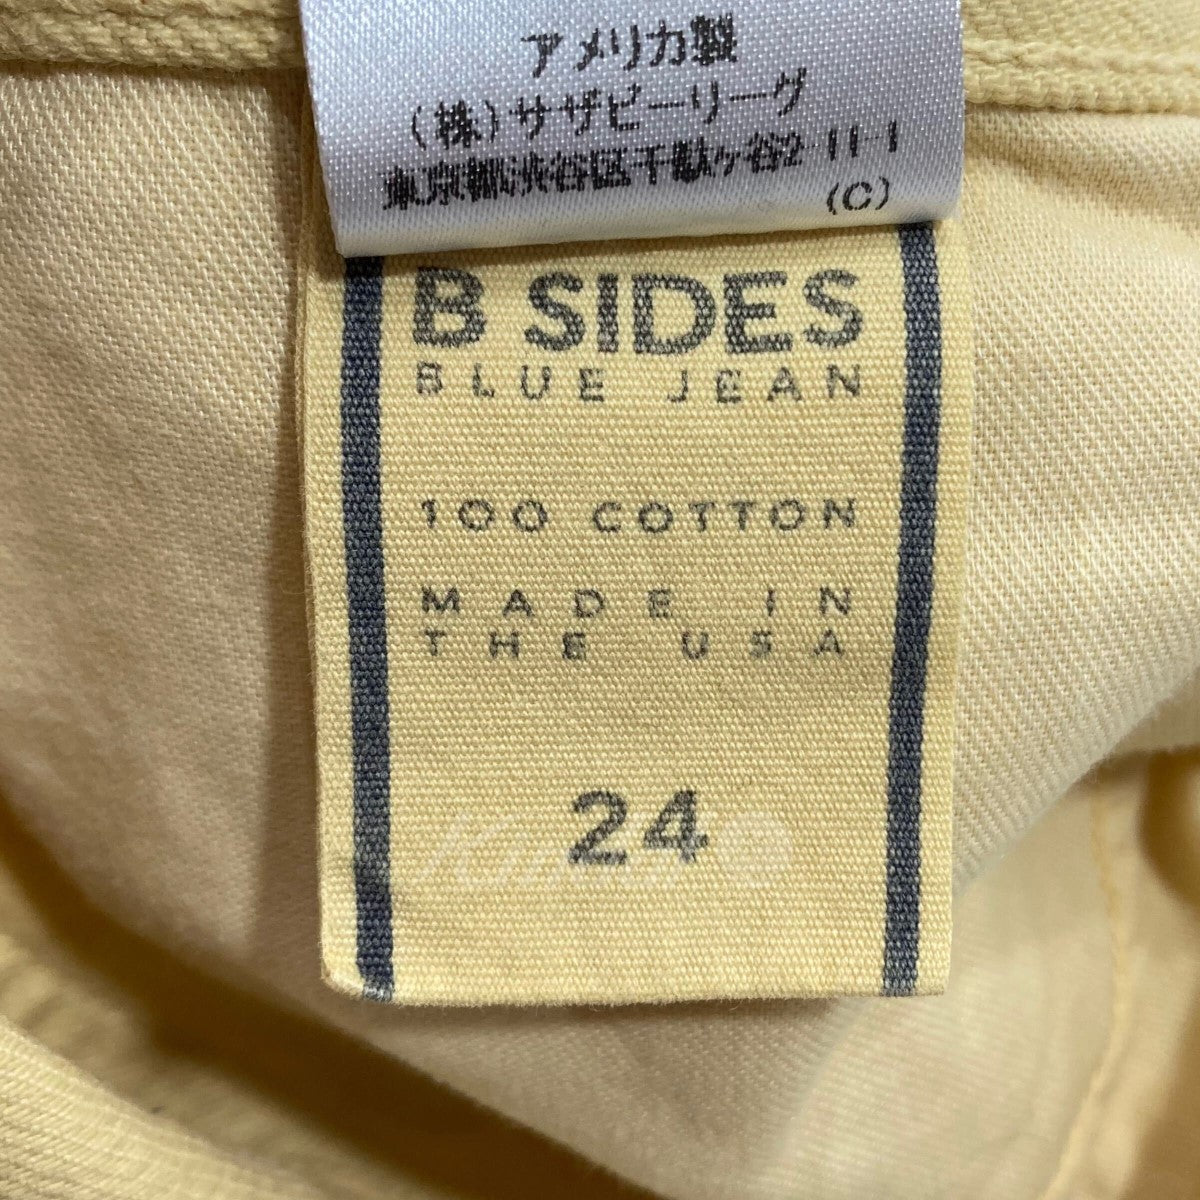 アメリカ製
(株)サザビーリーグ
東京都渋谷区千駄ヶ谷2-11-1
(C)
B SIDES
BLUE JEAN
100 COTTON
MADE IN
THE USA
24